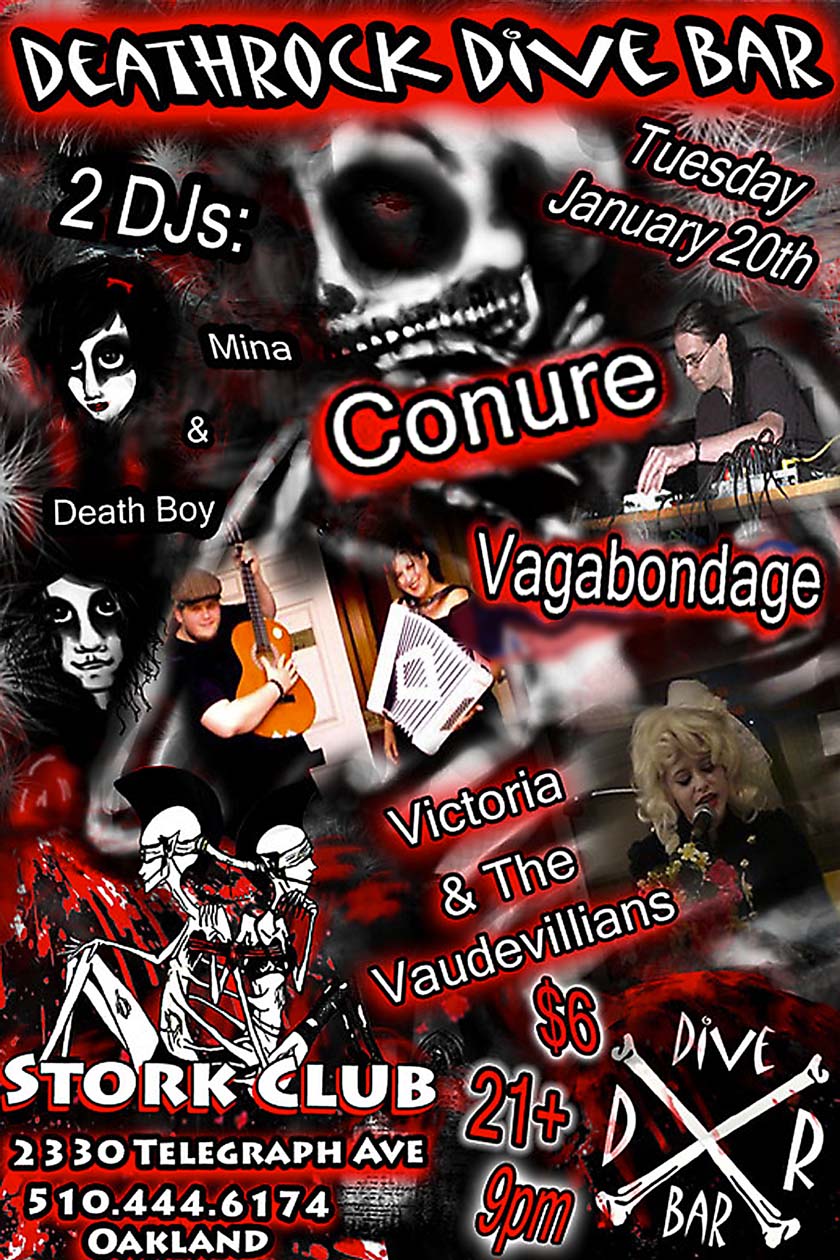 DEATHROCK DiVE BAR
Tuesday
January 20th
2 DJs:
Mina
&
Death Boy
Conure
Vagabondage
Victoria
& The
Vaudevillians
$6
21+
9pm
STORK CLUB
2330 TELEGRAPH AVE
510.444.6174
OAKLAND
DiVE
D R
BAR